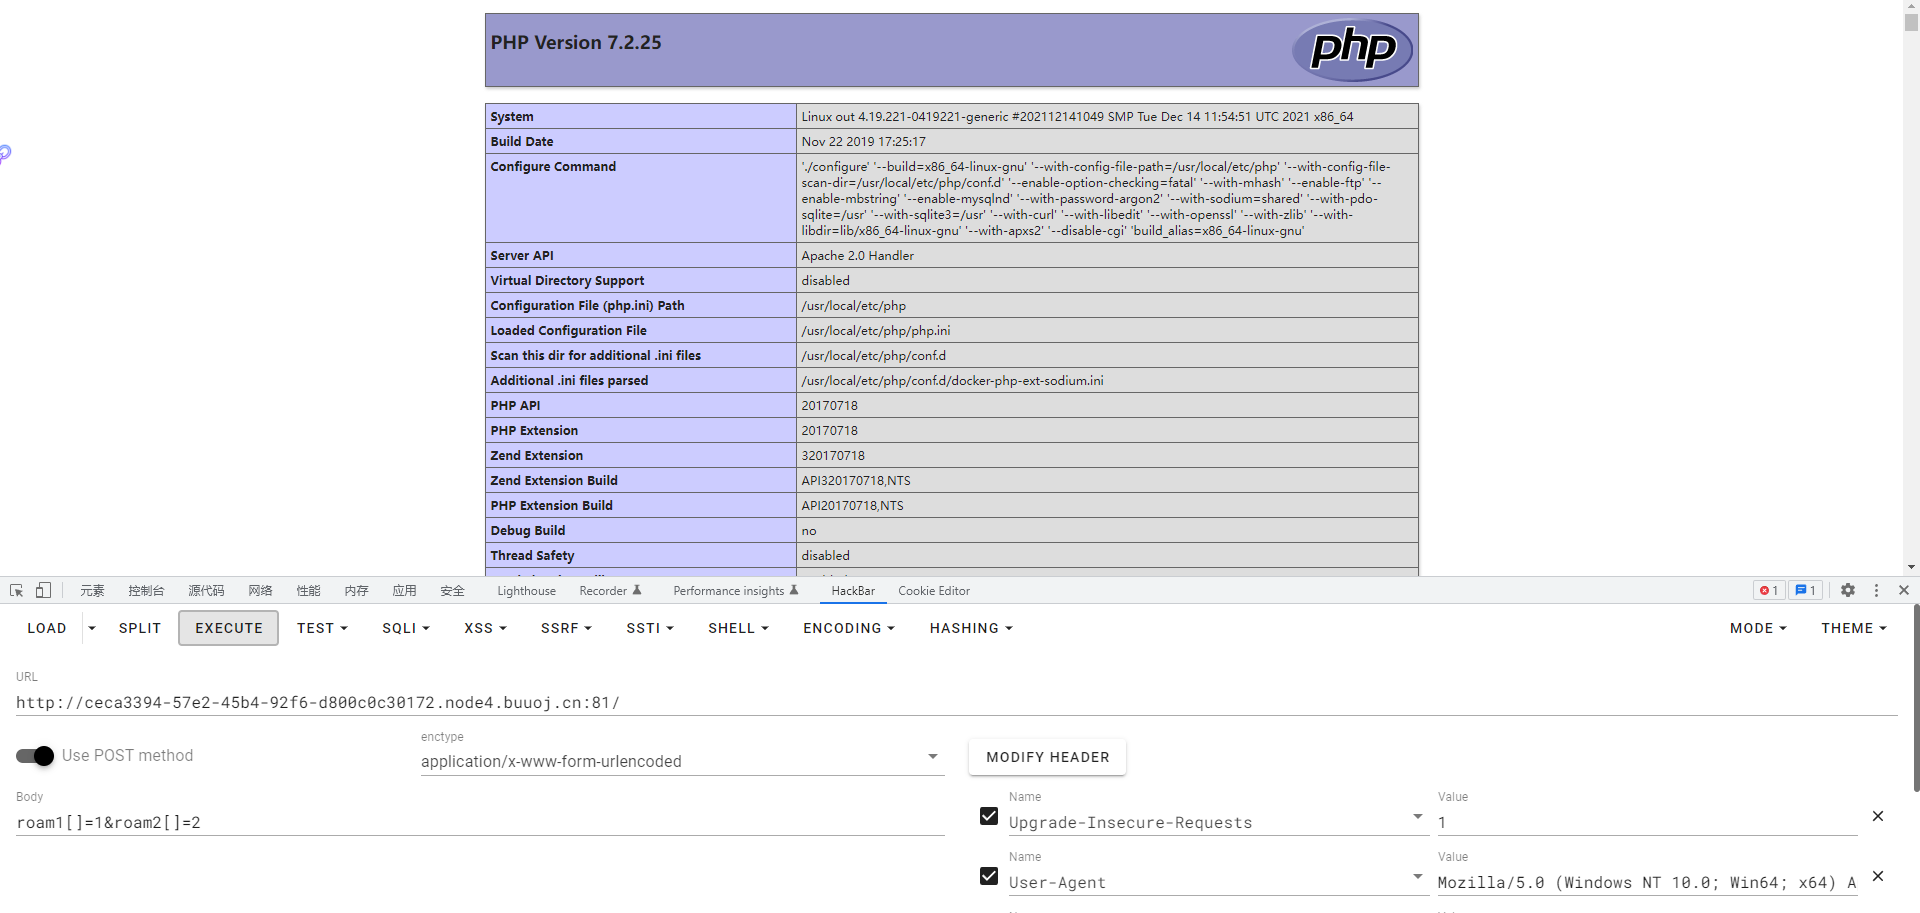 PHP Version 7.2.25
php
System Linux out 4.19.221-0419221-generic #202112141049 SMP Tue Dec 14 11:54:51 UTC 2021 x86_64
Build Date Nov 22 2019 17:25:17
Configure Command './configure' '--build=x86_64-linux-gnu' '--with-config-file-path=/usr/local/etc/php' '--with-config-file-
scan-dir=/usr/local/etc/php/conf.d' '--enable-option-checking=fatal' '--with-mhash' '--enable-ftp' '--
enable-mbstring' '--enable-mysqlnd' '--with-password-argon2' '--with-sodium=shared' '--with-pdo-
sqlite=/usr' '--with-sqlite3=/usr' '--with-curl' '--with-libedit' '--with-openssl' '--with-zlib' '--with-
libdir=lib/x86_64-linux-gnu' '--with-apxs2' '--disable-cgi' 'build_alias=x86_64-linux-gnu'
Server API Apache 2.0 Handler
Virtual Directory Support disabled
Configuration File (php.ini) Path /usr/local/etc/php
Loaded Configuration File /usr/local/etc/php/php.ini
Scan this dir for additional .ini files /usr/local/etc/php/conf.d
Additional .ini files parsed /usr/local/etc/php/conf.d/docker-php-ext-sodium.ini
PHP API 20170718
PHP Extension 20170718
Zend Extension 320170718
Zend Extension Build API320170718,NTS
PHP Extension Build API20170718,NTS
Debug Build no
Thread Safety disabled
元素 控制台 源代码 网络 性能 内存 应用 安全 Lighthouse Recorder Performance insights HackBar Cookie Editor 1 1
LOAD SPLIT EXECUTE TEST SQLI XSS SSRF SSTI SHELL ENCODING HASHING MODE THEME
URL
http://ceca3394-57e2-45b4-92f6-d800c0c30172.node4.buuoj.cn:81/
Use POST method
enctype
application/x-www-form-urlencoded
MODIFY HEADER
Body
roam1[]=1&roam2[]=2
Name Value
Upgrade-Insecure-Requests 1
Name Value
User-Agent Mozilla/5.0 (Windows NT 10.0; Win64; x64) A